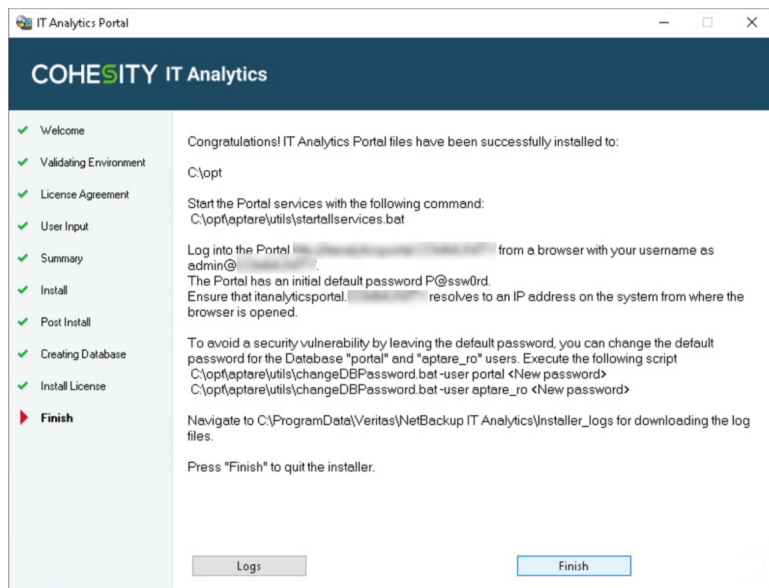 IT Analytics Portal
COHESITY IT Analytics
Welcome
Validating Environment
License Agreement
User Input
Summary
Install
Post Install
Creating Database
Install License
Finish
Congratulations! IT Analytics Portal files have been successfully installed to:
C:\opt
Start the Portal services with the following command:
C:\opt\aptare\utils\startallservices.bat
Log into the Portal from a browser with your username as
admin@
The Portal has an initial default password P@ssw0rd.
Ensure that itanalyticsportal. resolves to an IP address on the system from where the
browser is opened.
To avoid a security vulnerability by leaving the default password, you can change the default
password for the Database "portal" and "aptare_ro" users. Execute the following script
C:\opt\aptare\utils\changeDBPassword.bat -user portal <New password>
C:\opt\aptare\utils\changeDBPassword.bat -user aptare_ro <New password>
Navigate to C:\ProgramData\Veritas\NetBackup IT Analytics\Installer_logs for downloading the log
files.
Press "Finish" to quit the installer.
Logs
Finish